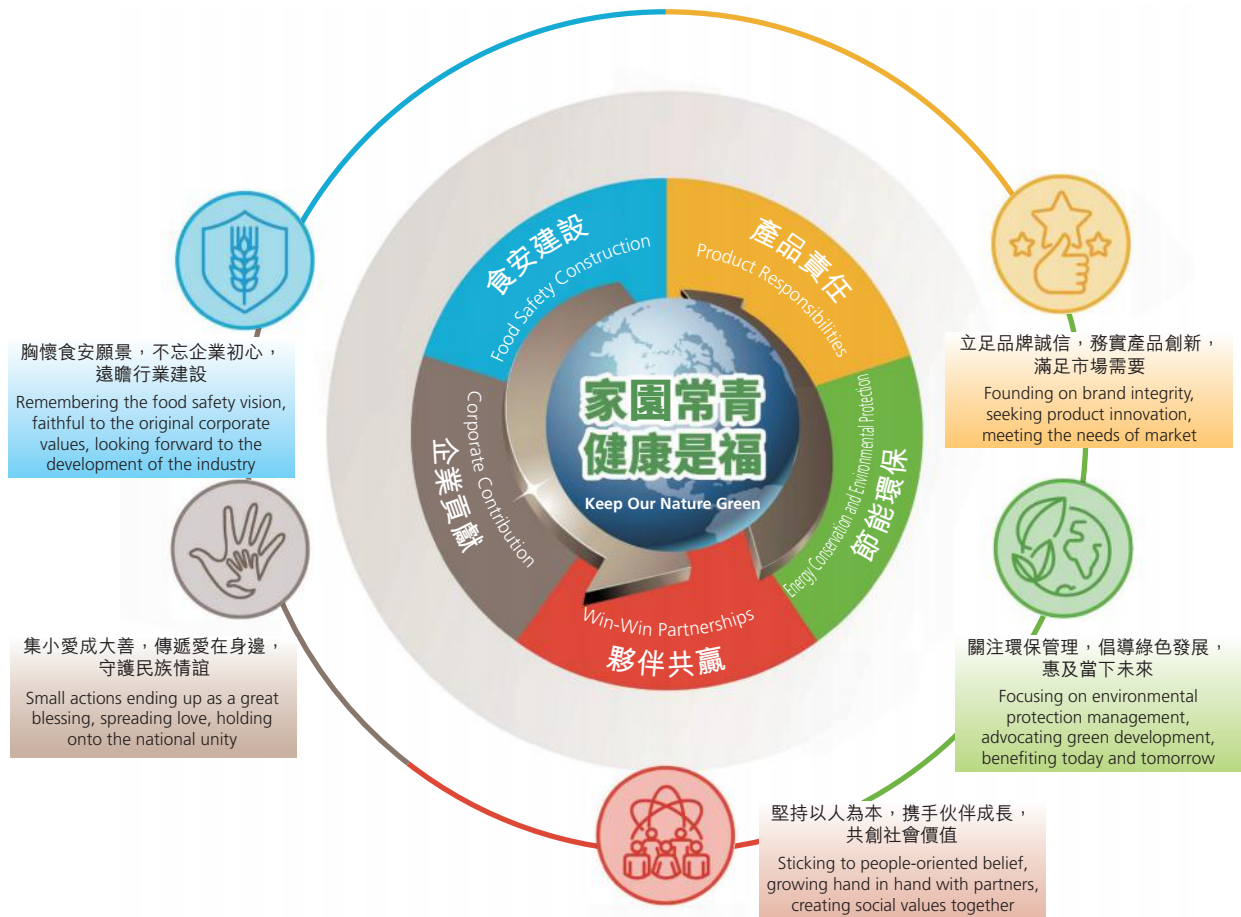 食安建設
Food Safety Construction
產品責任
Product Responsibilities
節能環保
Energy Conservation and Environmental Protection
夥伴共贏
Win-Win Partnerships
企業貢獻
Corporate Contribution
家園常青
健康是福
Keep Our Nature Green
胸懷食安願景，不忘企業初心，
遠瞻行業建設
Remembering the food safety vision,
faithful to the original corporate
values, looking forward to the
development of the industry
立足品牌誠信，務實產品創新，
滿足市場需要
Founding on brand integrity,
seeking product innovation,
meeting the needs of market
集小愛成大善，傳遞愛在身邊，
守護民族情誼
Small actions ending up as a great
blessing, spreading love, holding
onto the national unity
關注環保管理，倡導綠色發展，
惠及當下未來
Focusing on environmental
protection management,
advocating green development,
benefiting today and tomorrow
堅持以人為本，携手伙伴成長，
共創社會價值
Sticking to people-oriented belief,
growing hand in hand with partners,
creating social values together